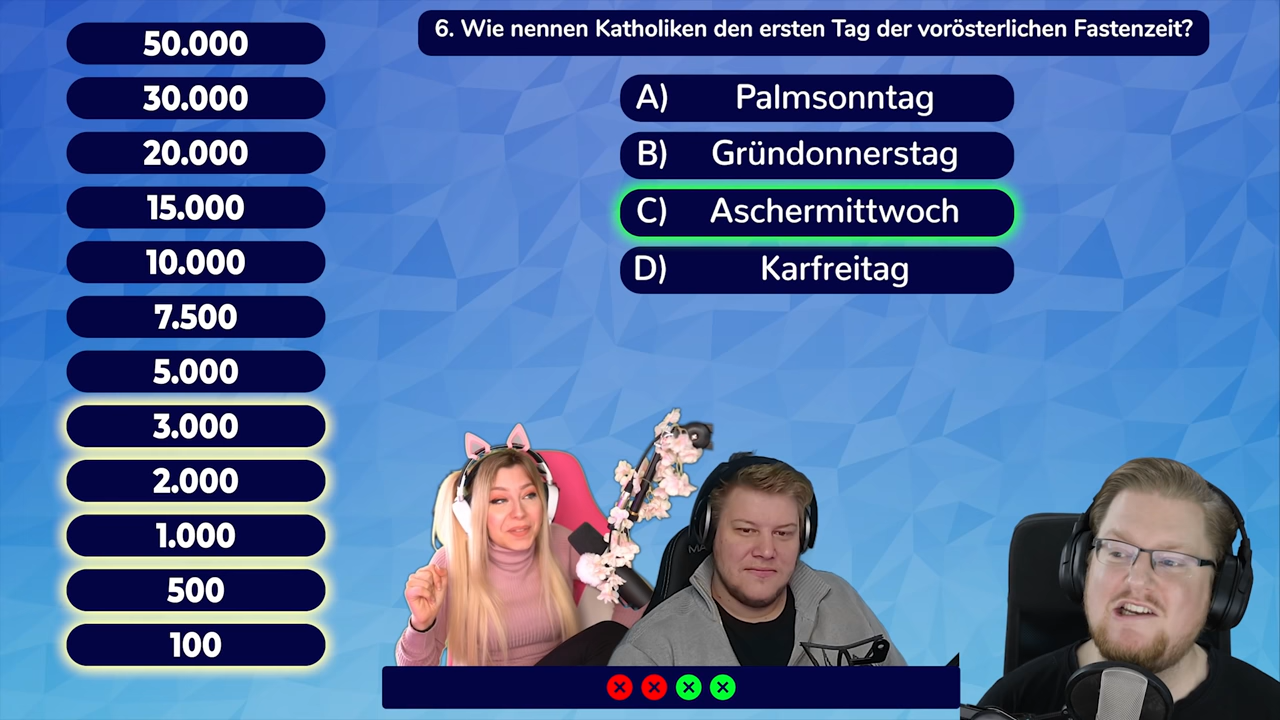 50.000
30.000
20.000
15.000
10.000
7.500
5.000
3.000
2.000
1.000
500
100
6. Wie nennen Katholiken den ersten Tag der vorösterlichen Fastenzeit?
A) Palmsonntag
B) Gründonnerstag
C) Aschermittwoch
D) Karfreitag